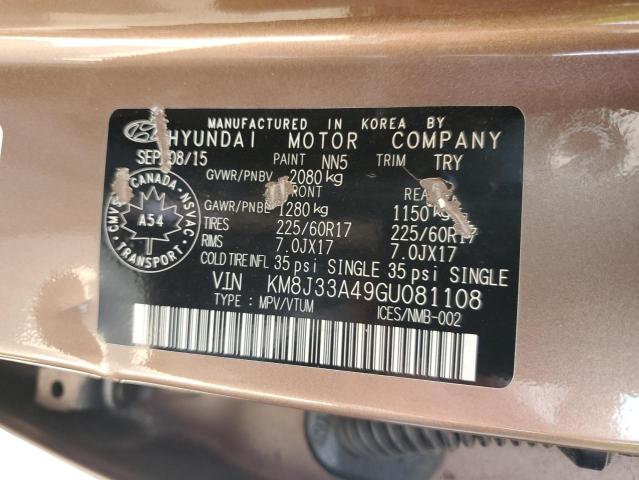 MANUFACTURED IN KOREA BY
HYUNDAI MOTOR COMPANY
SEP 08/15 PAINT NN5 TRIM TRY
GVWR/PNBV 2080 kg
FRONT
GAWR/PNBE 1280 kg 1150 kg
TIRES 225/60R17 225/60R17
RIMS 7.0JX17 7.0JX17
COLD TIRE INFL 35 psi SINGLE 35 psi SINGLE
VIN KM8J33A49GU081108
TYPE : MPV/VTUM ICES/NMB-002
CANADA - NSVAC
A54
TRANSPORT